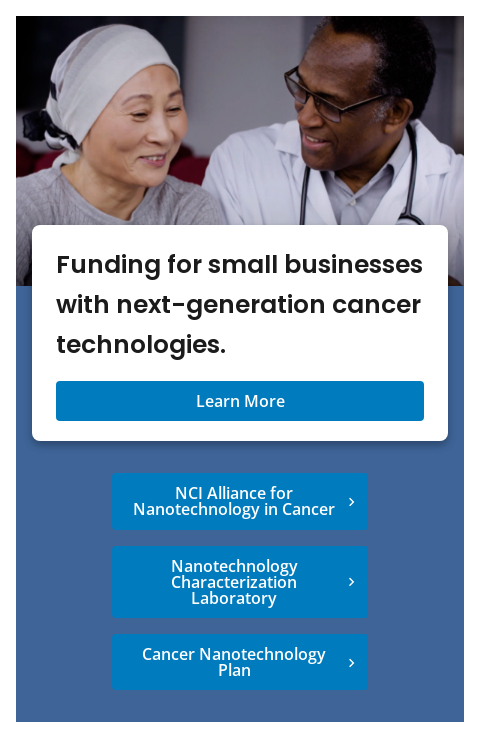 Funding for small businesses
with next-generation cancer
technologies.
Learn More
NCI Alliance for
Nanotechnology in Cancer
Nanotechnology
Characterization
Laboratory
Cancer Nanotechnology
Plan